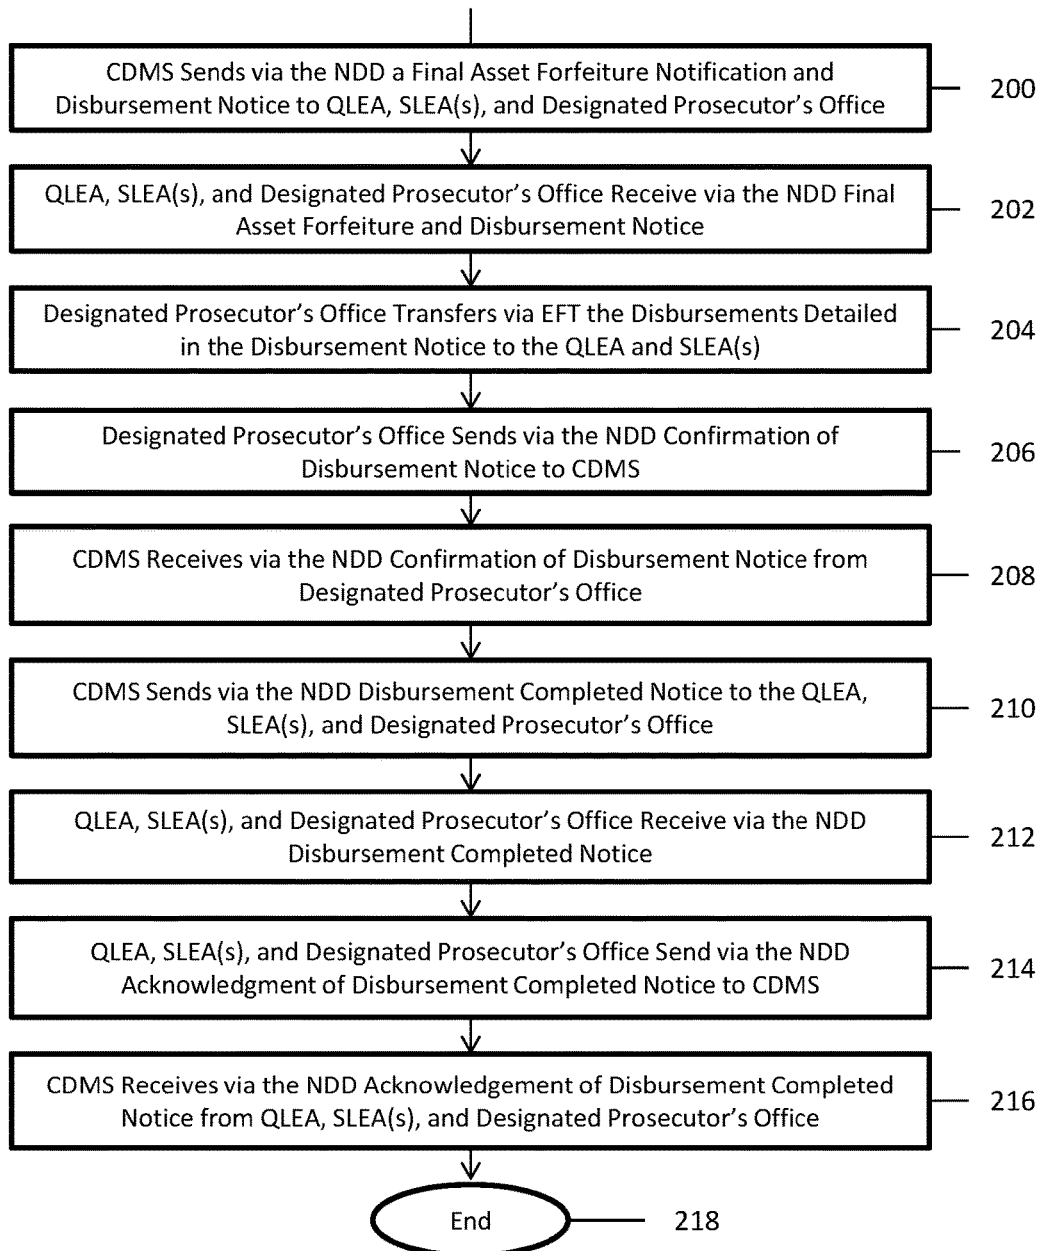 CDMS Sends via the NDD a Final Asset Forfeiture Notification and
Disbursement Notice to QLEA, SLEA(s), and Designated Prosecutor's Office
200
QLEA, SLEA(s), and Designated Prosecutor's Office Receive via the NDD Final
Asset Forfeiture and Disbursement Notice
202
Designated Prosecutor's Office Transfers via EFT the Disbursements Detailed
in the Disbursement Notice to the QLEA and SLEA(s)
204
Designated Prosecutor's Office Sends via the NDD Confirmation of
Disbursement Notice to CDMS
206
CDMS Receives via the NDD Confirmation of Disbursement Notice from
Designated Prosecutor's Office
208
CDMS Sends via the NDD Disbursement Completed Notice to the QLEA,
SLEA(s), and Designated Prosecutor's Office
210
QLEA, SLEA(s), and Designated Prosecutor's Office Receive via the NDD
Disbursement Completed Notice
212
QLEA, SLEA(s), and Designated Prosecutor's Office Send via the NDD
Acknowledgment of Disbursement Completed Notice to CDMS
214
CDMS Receives via the NDD Acknowledgement of Disbursement Completed
Notice from QLEA, SLEA(s), and Designated Prosecutor's Office
216
End
218